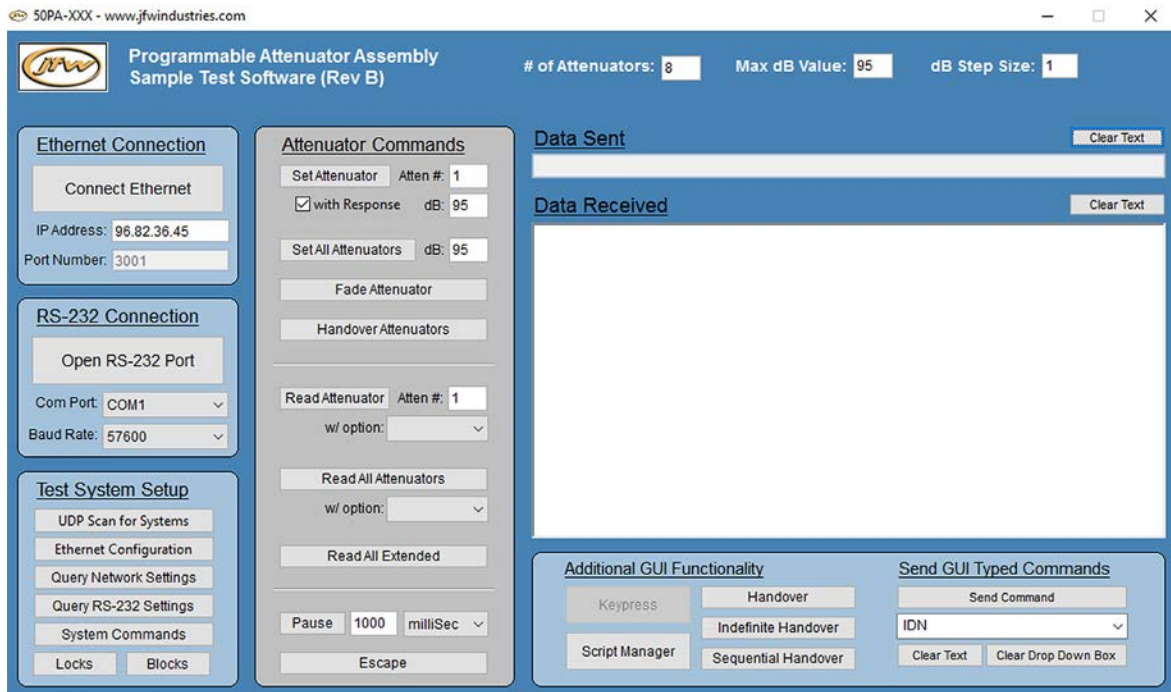 50PA-XXX - www.jfwindustries.com
JFW
Programmable Attenuator Assembly
Sample Test Software (Rev B)
# of Attenuators: 8
Max dB Value: 95
dB Step Size: 1
Ethernet Connection
Connect Ethernet
IP Address: 96.82.36.45
Port Number: 3001
RS-232 Connection
Open RS-232 Port
Com Port: COM1
Baud Rate: 57600
Test System Setup
UDP Scan for Systems
Ethernet Configuration
Query Network Settings
Query RS-232 Settings
System Commands
Locks Blocks
Attenuator Commands
Set Attenuator Atten #: 1
with Response dB: 95
Set All Attenuators dB: 95
Fade Attenuator
Handover Attenuators
Read Attenuator Atten #: 1
w/ option:
Read All Attenuators
w/ option:
Read All Extended
Pause 1000 milliSec
Escape
Data Sent Clear Text
Data Received Clear Text
Additional GUI Functionality
Keypress
Script Manager
Handover
Indefinite Handover
Sequential Handover
Send GUI Typed Commands
Send Command
IDN
Clear Text Clear Drop Down Box